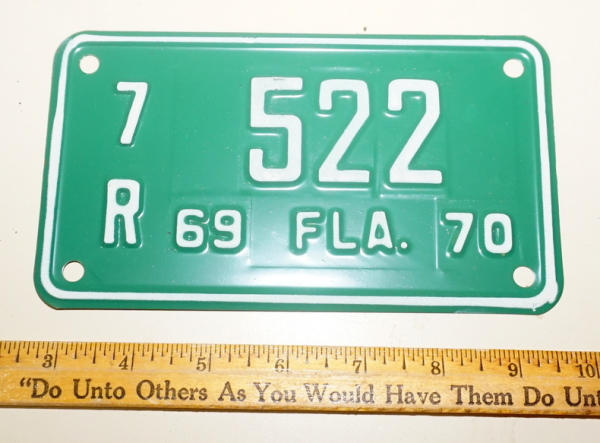 7 522
R 69 FLA. 70
3 4 5 6 7 8 9 10
“Do Unto Others As You Would Have Them Do Unt